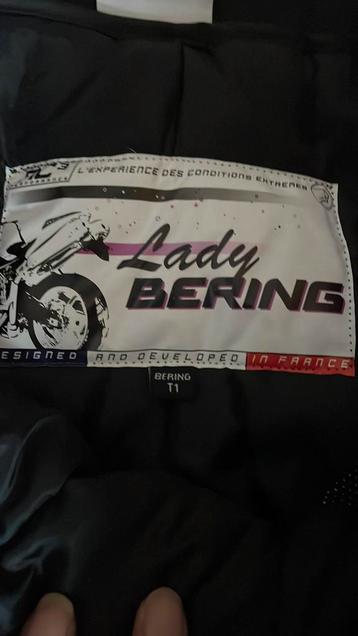 L'EXPERIENCE DES CONDITIONS EXTREMES
Lady
BERING
DESIGNED AND DEVELOPED IN FRANCE
BERING
T1